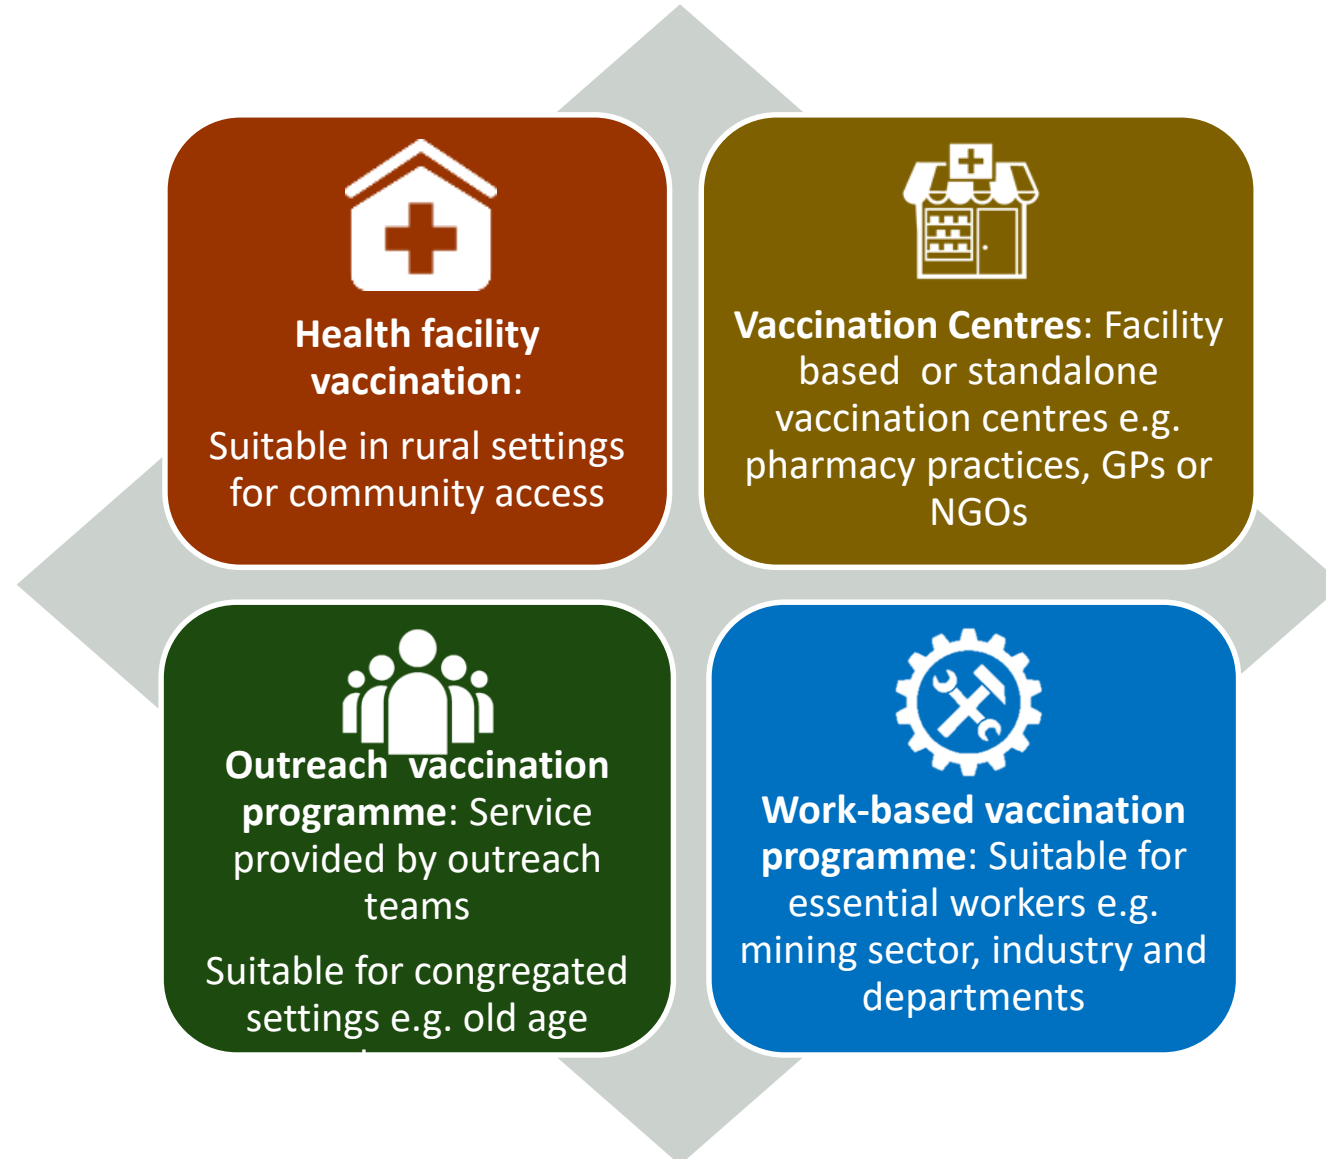 Health facility
vaccination:
Suitable in rural settings
for community access
Vaccination Centres: Facility
based or standalone
vaccination centres e.g.
pharmacy practices, GPs or
NGOs
Outreach vaccination
programme: Service
provided by outreach
teams
Suitable for congregated
settings e.g. old age
Work-based vaccination
programme: Suitable for
essential workers e.g.
mining sector, industry and
departments